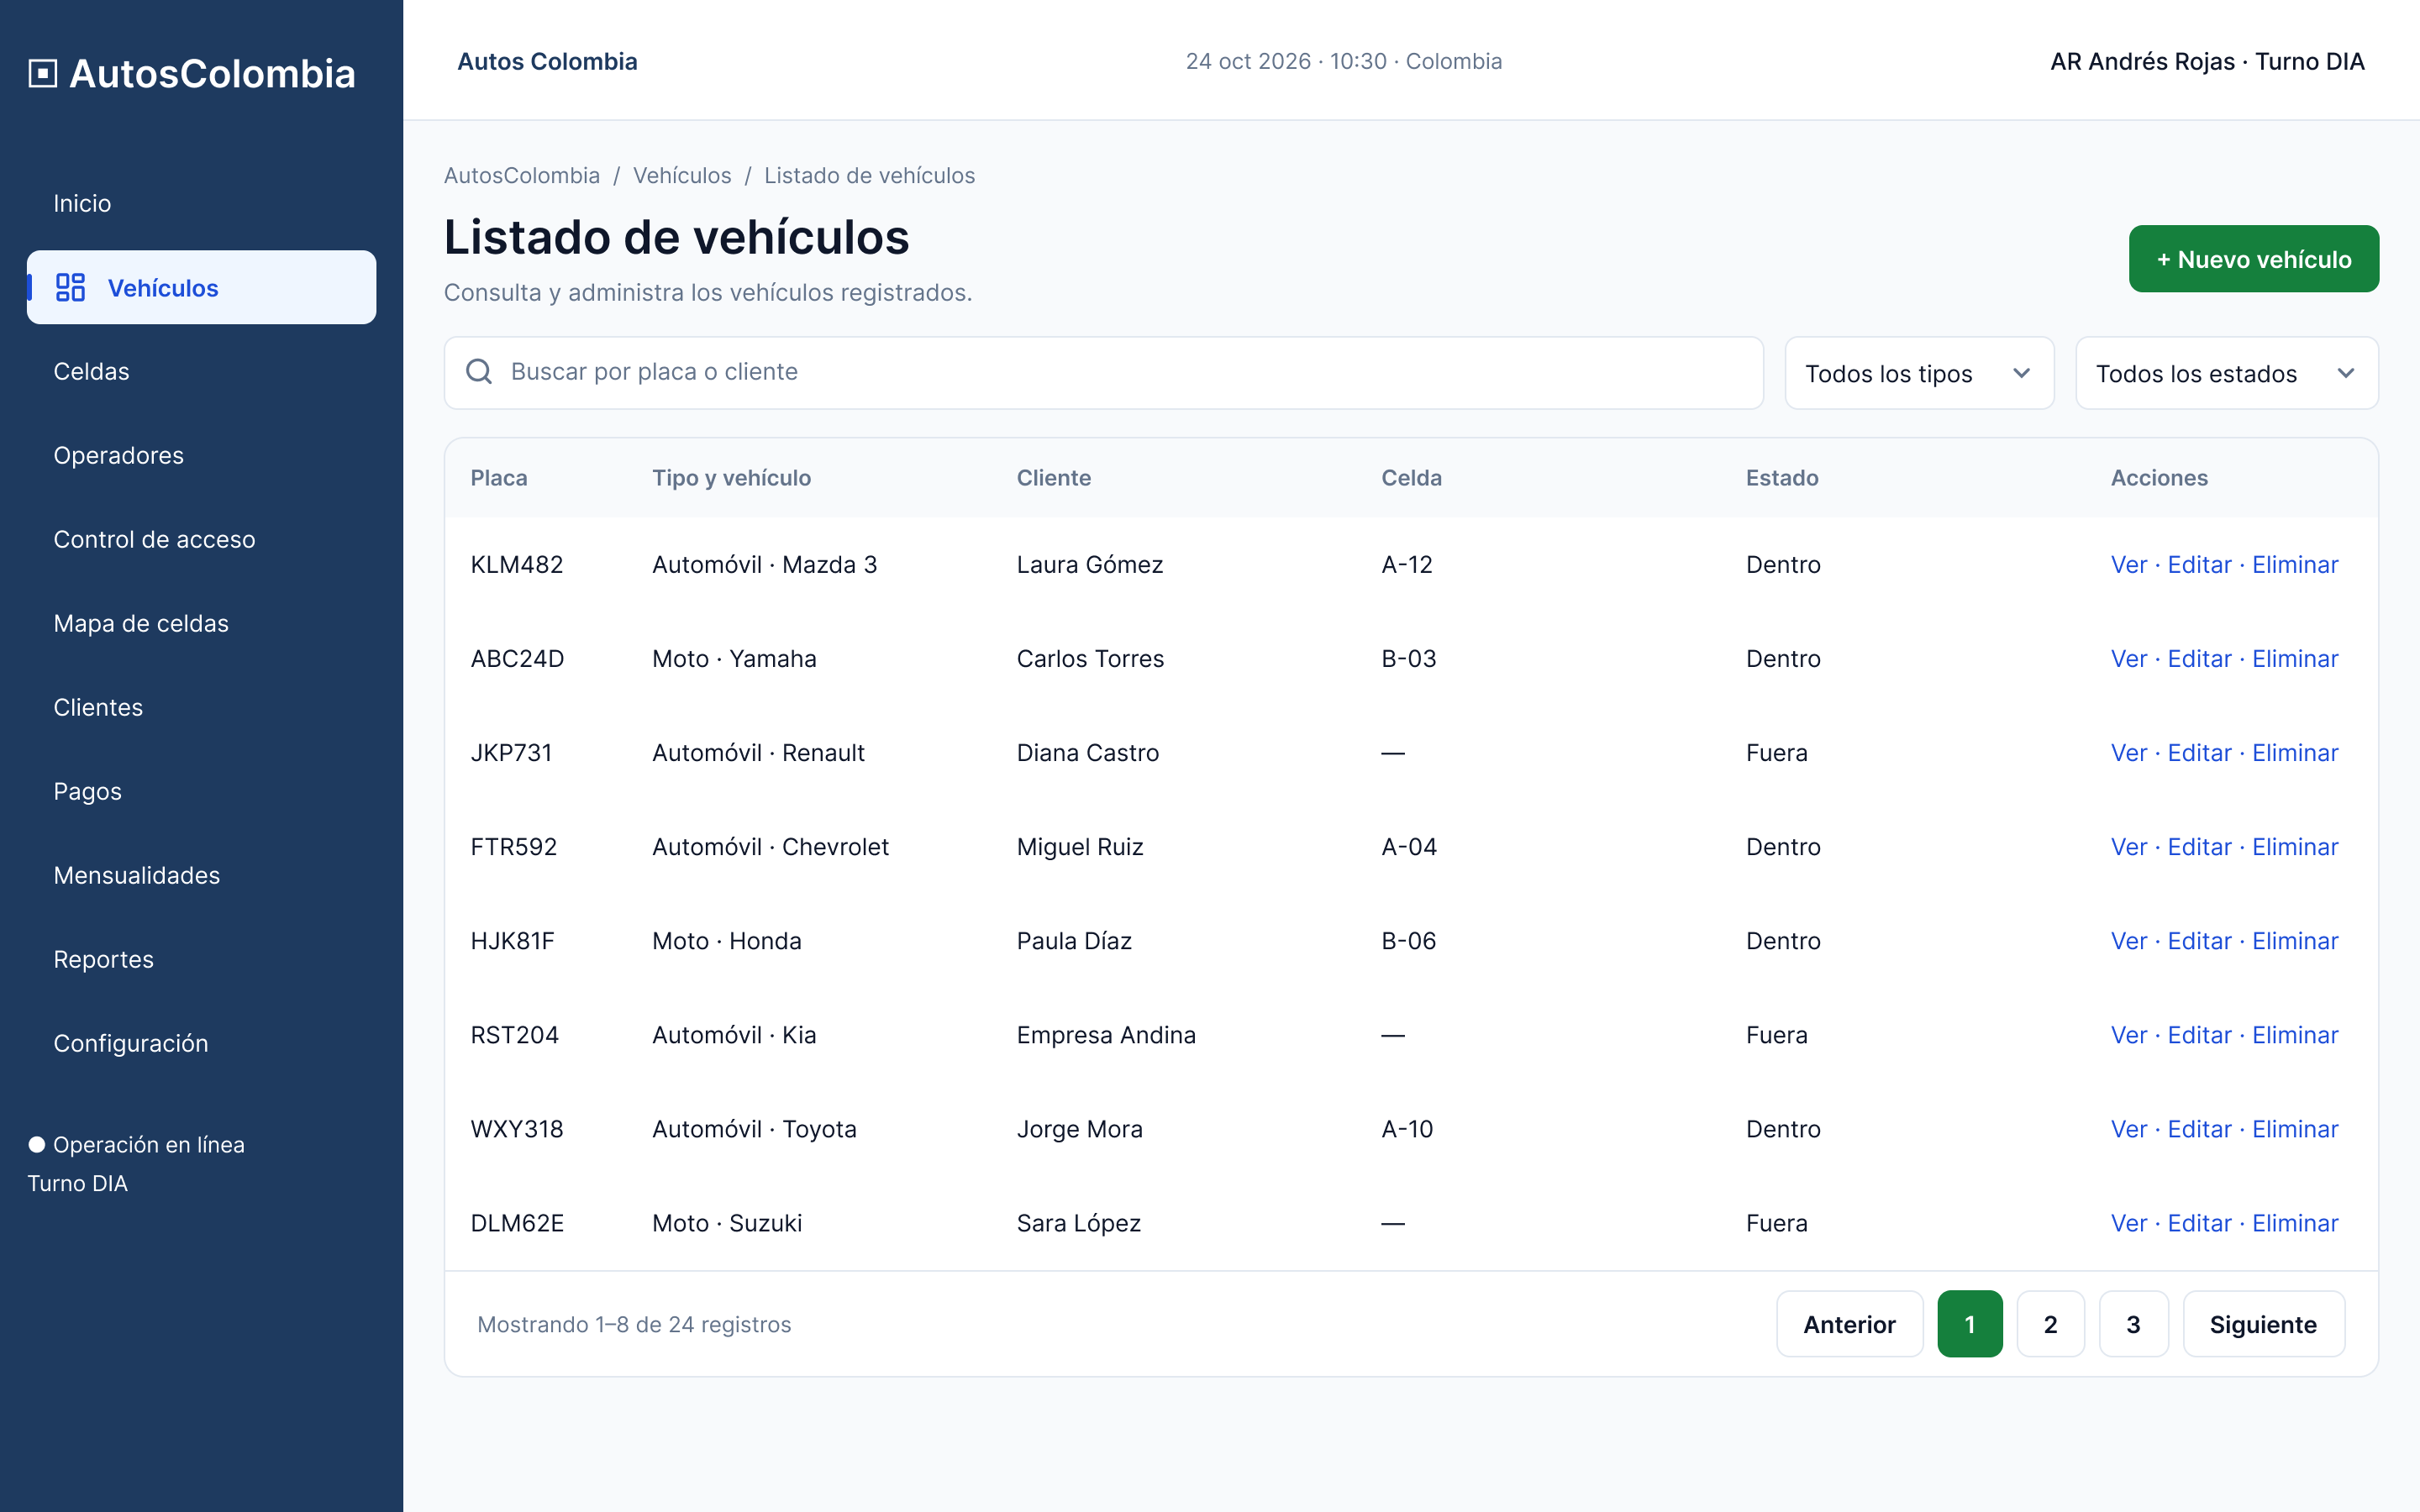 AutosColombia
Inicio
Vehículos
Celdas
Operadores
Control de acceso
Mapa de celdas
Clientes
Pagos
Mensualidades
Reportes
Configuración
Operación en línea
Turno DIA
Autos Colombia
24 oct 2026 · 10:30 · Colombia
AR Andrés Rojas · Turno DIA
AutosColombia / Vehículos / Listado de vehículos
Listado de vehículos
Consulta y administra los vehículos registrados.
+ Nuevo vehículo
Buscar por placa o cliente
Todos los tipos
Todos los estados
Placa Tipo y vehículo Cliente Celda Estado Acciones
KLM482 Automóvil · Mazda 3 Laura Gómez A-12 Dentro Ver · Editar · Eliminar
ABC24D Moto · Yamaha Carlos Torres B-03 Dentro Ver · Editar · Eliminar
JKP731 Automóvil · Renault Diana Castro — Fuera Ver · Editar · Eliminar
FTR592 Automóvil · Chevrolet Miguel Ruiz A-04 Dentro Ver · Editar · Eliminar
HJK81F Moto · Honda Paula Díaz B-06 Dentro Ver · Editar · Eliminar
RST204 Automóvil · Kia Empresa Andina — Fuera Ver · Editar · Eliminar
WXY318 Automóvil · Toyota Jorge Mora A-10 Dentro Ver · Editar · Eliminar
DLM62E Moto · Suzuki Sara López — Fuera Ver · Editar · Eliminar
Mostrando 1–8 de 24 registros
Anterior 1 2 3 Siguiente